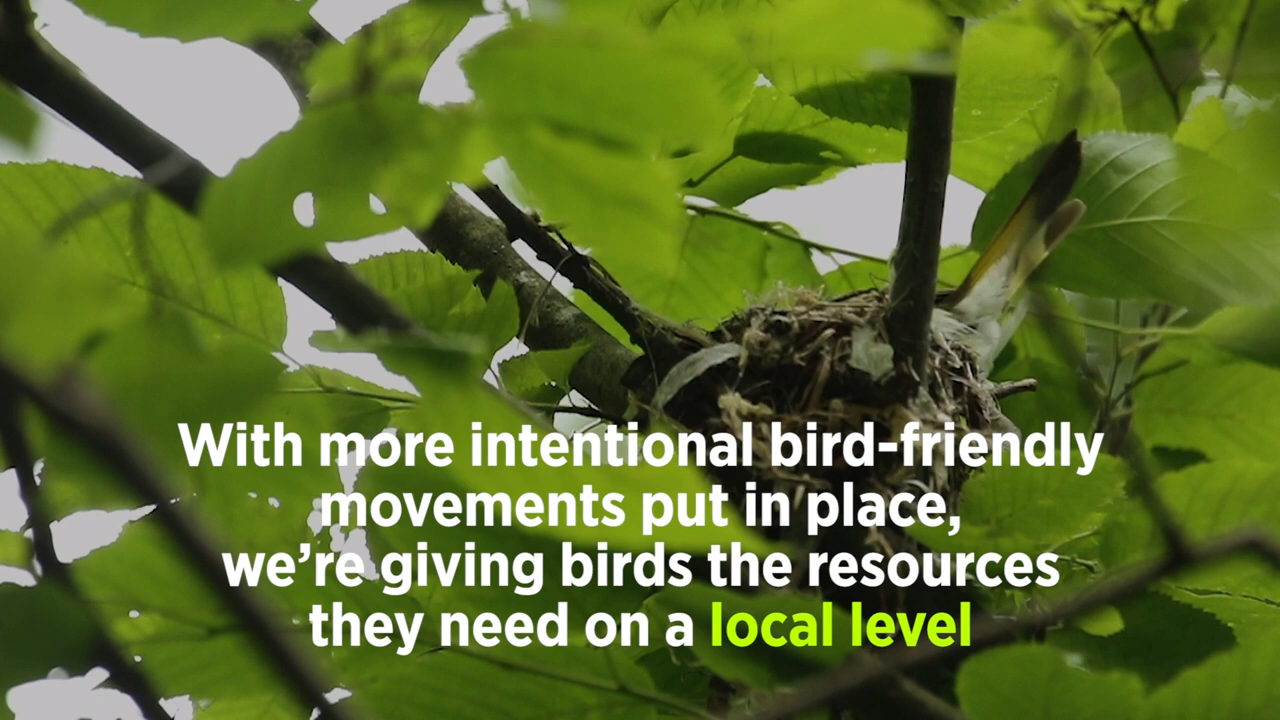 With more intentional bird-friendly
movements put in place,
we’re giving birds the resources
they need on a local level